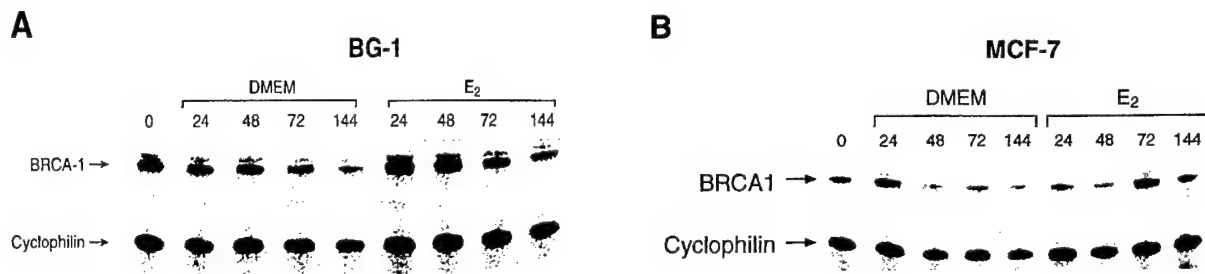 A
BG-1
DMEM
E₂
0 24 48 72 144 24 48 72 144
BRCA-1
Cyclophilin
B
MCF-7
DMEM
E₂
0 24 48 72 144 24 48 72 144
BRCA1
Cyclophilin